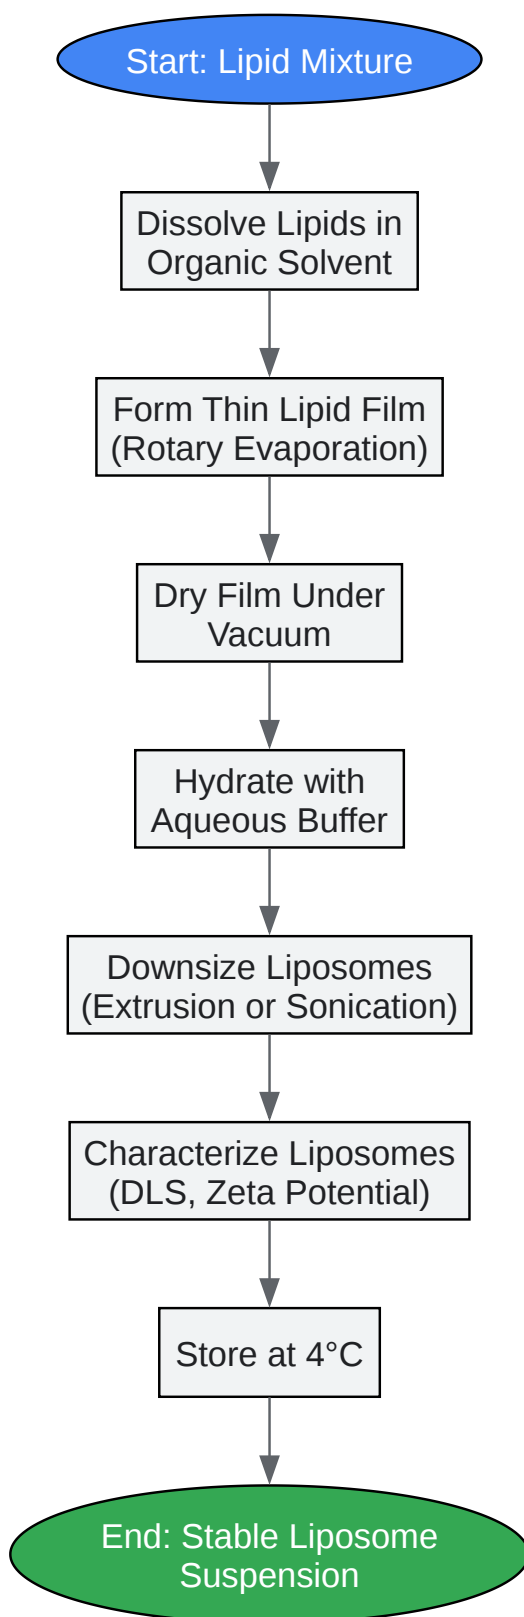 Start: Lipid Mixture
Dissolve Lipids in
Organic Solvent
Form Thin Lipid Film
(Rotary Evaporation)
Dry Film Under
Vacuum
Hydrate with
Aqueous Buffer
Downsize Liposomes
(Extrusion or Sonication)
Characterize Liposomes
(DLS, Zeta Potential)
Store at 4°C
End: Stable Liposome
Suspension